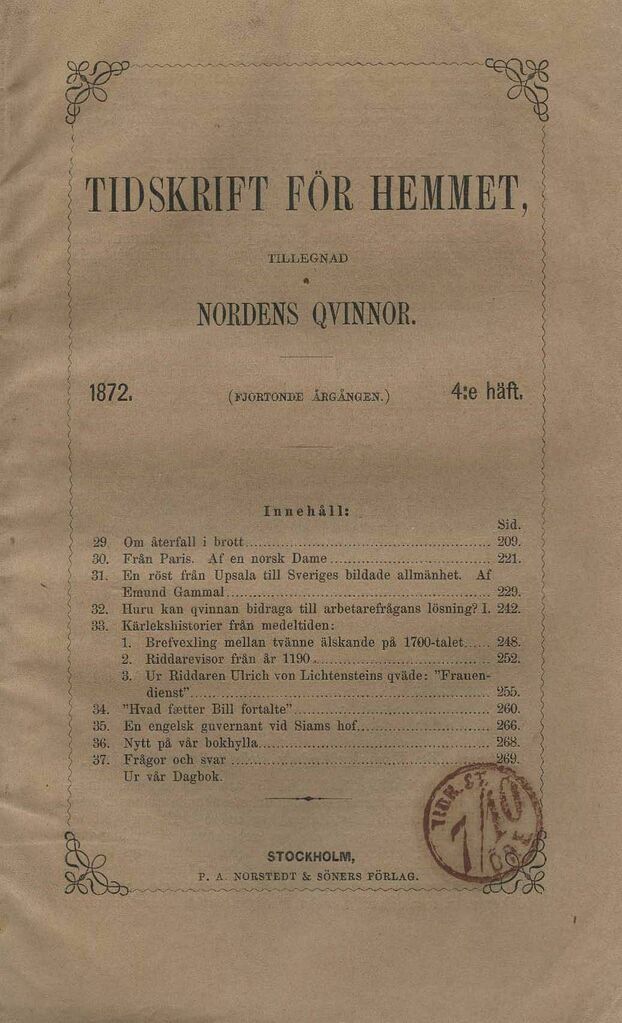 TIDSKRIFT FÖR HEMMET,
TILLEGNAD
NORDENS QVINNOR.
1872. (FJORTONDE ÅRGÅNGEN.) 4:e häft.
Innehåll:
Sid.
29. Om återfall i brott 209.
30. Från Paris. Af en norsk Dame 221.
31. En röst från Upsala till Sveriges bildade allmänhet. Af
Emund Gammal 229.
32. Huru kan qvinnan bidraga till arbetarefrågans lösning? I. 242.
33. Kärlekshistorier från medeltiden:
1. Brefvexling mellan tvänne älskande på 1700-talet 248.
2. Riddarevisor från år 1190 252.
3. Ur Riddaren Ulrich von Lichtensteins qväde: "Frauen-
dienst" 255.
34. "Hvad fætter Bill fortalte" 260.
35. En engelsk guvernant vid Siams hof 266.
36. Nytt på vår bokhylla 268.
37. Frågor och svar 269.
Ur vår Dagbok.
TIDN.ST.
1 10
ÖRE
STOCKHOLM,
P. A. NORSTEDT & SÖNERS FÖRLAG.